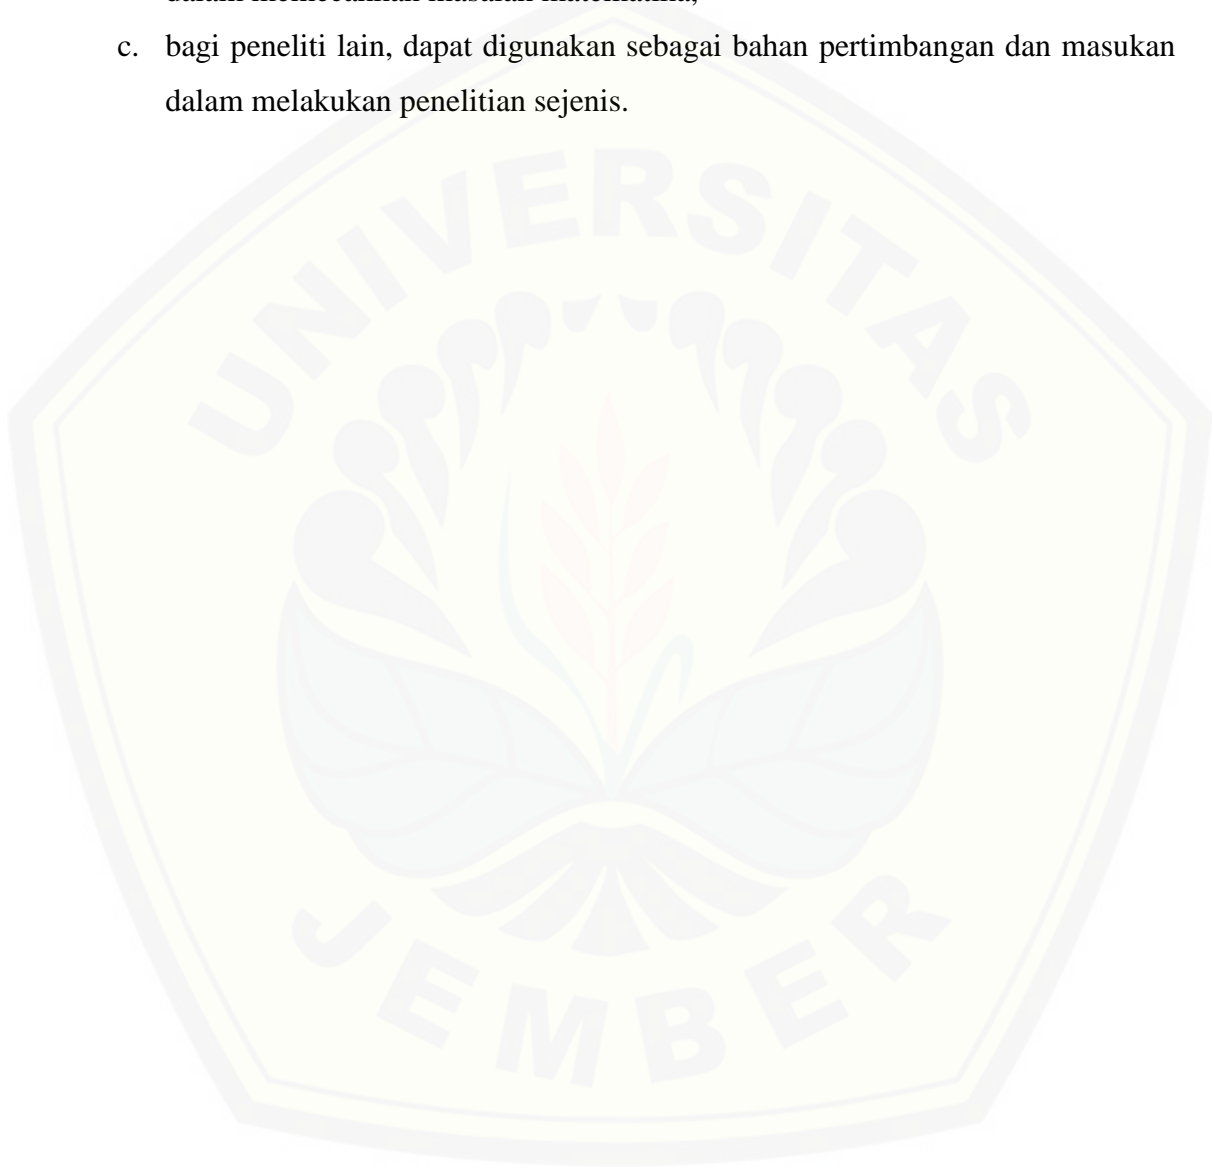 c. bagi peneliti lain, dapat digunakan sebagai bahan pertimbangan dan masukan
dalam melakukan penelitian sejenis.
UNIVERSITAS
JEMBER